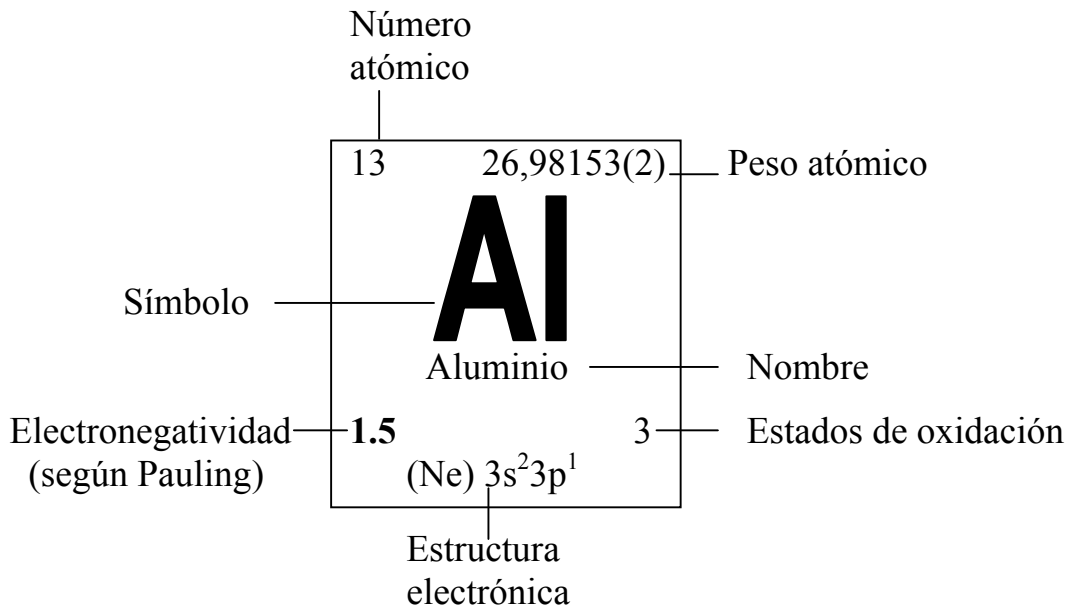 Número
atómico
13 26,98153(2) Peso atómico
Al
Símbolo
Aluminio Nombre
Electronegatividad 1.5 3 Estados de oxidación
(según Pauling) (Ne) 3s²3p¹
Estructura
electrónica